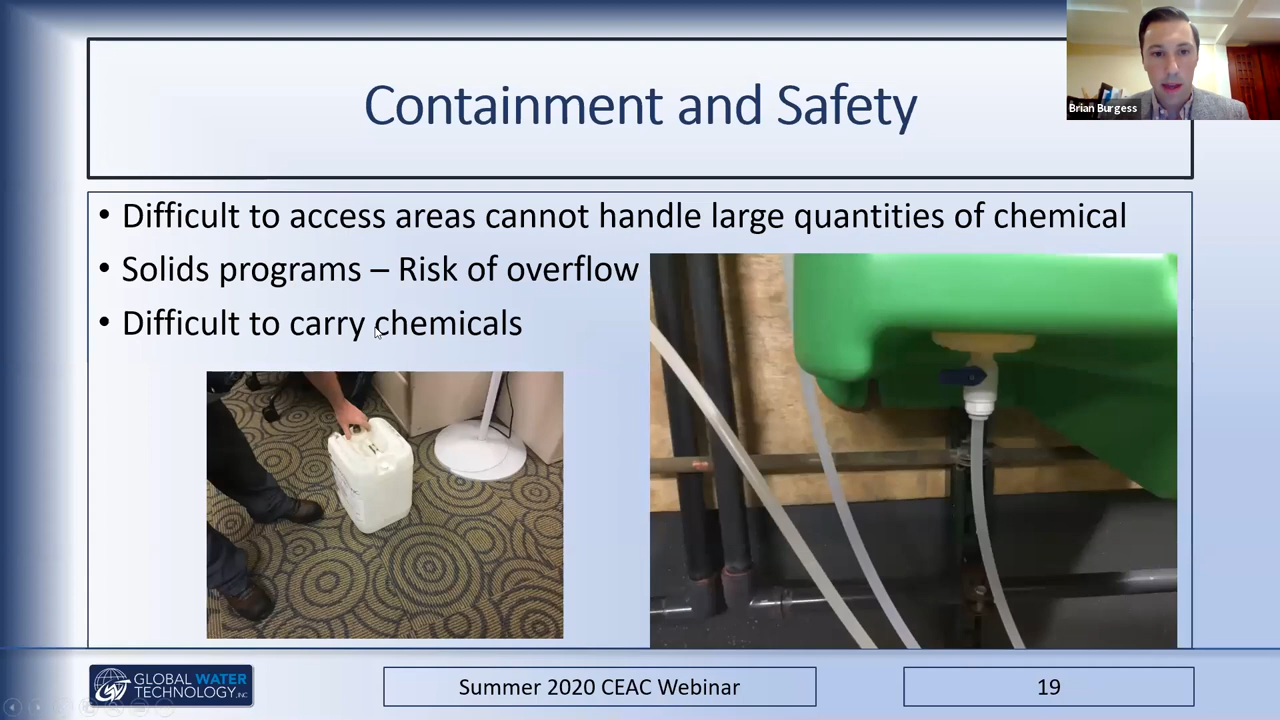 Containment and Safety
Brian Burgess
• Difficult to access areas cannot handle large quantities of chemical
• Solids programs – Risk of overflow
• Difficult to carry chemicals
GLOBAL WATER
TECHNOLOGY, INC
Summer 2020 CEAC Webinar
19